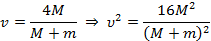 v = 4M / (M + m) ⇒ v² = 16M² / (M + m)²